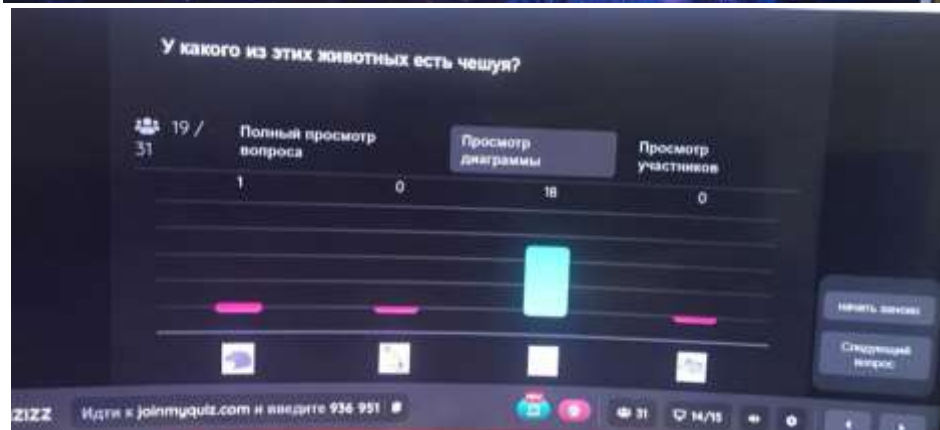 У какого из этих животных есть чешуя?
19 /
31
Полный просмотр
вопроса
Просмотр
диаграммы
Просмотр
участников
1 0 18 0
начать заново
Следующий
вопрос
ZIZZ Идти к joinmyquiz.com и введите 936 951 31 14/15